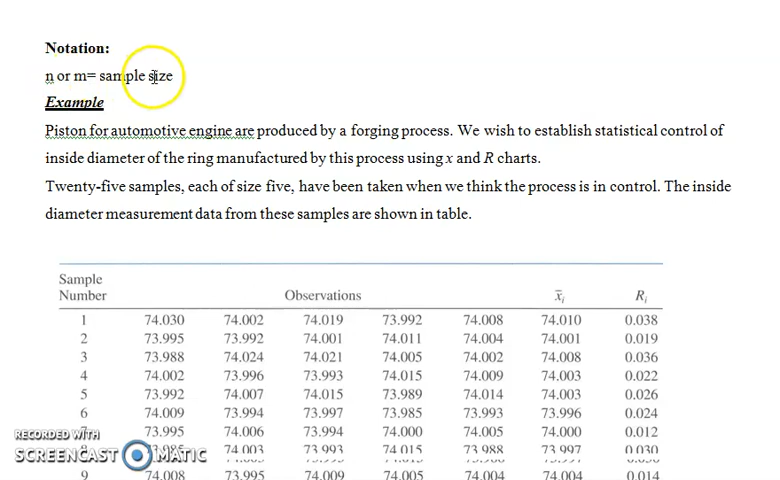 Notation:
n or m= sample size
Example
Piston for automotive engine are produced by a forging process. We wish to establish statistical control of
inside diameter of the ring manufactured by this process using x and R charts.
Twenty-five samples, each of size five, have been taken when we think the process is in control. The inside
diameter measurement data from these samples are shown in table.
Sample
Number Observations x̄i Ri
1 74.030 74.002 74.019 73.992 74.008 74.010 0.038
2 73.995 73.992 74.001 74.011 74.004 74.001 0.019
3 73.988 74.024 74.021 74.005 74.002 74.008 0.036
4 74.002 73.996 73.993 74.015 74.009 74.003 0.022
5 73.992 74.007 74.015 73.989 74.014 74.003 0.026
6 74.009 73.994 73.997 73.985 73.993 73.996 0.024
73.995 74.006 73.994 74.000 74.005 74.000 0.012
74.003 73.993 74.015 73.988 73.997 0.030
9 74.008 73.995 74.009 74.005 74.004 74.004 0.014
RECORDED WITH
SCREENCAST MATIC